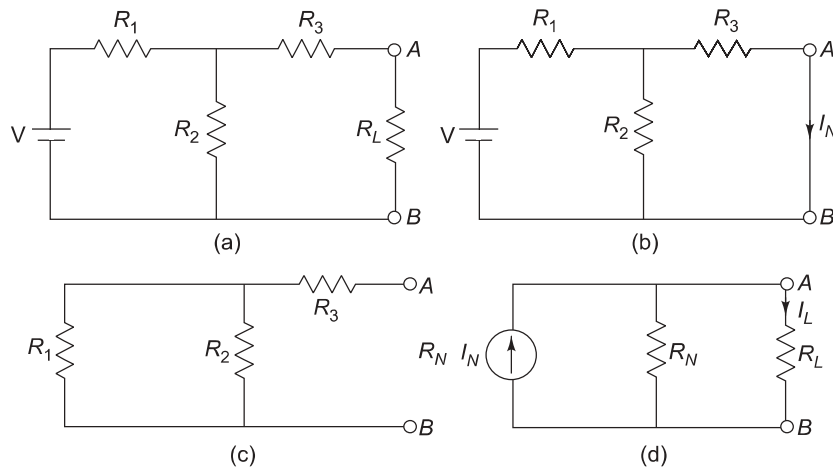 R1 R3 A
V R2 RL
B
(a)
R1 R3 A
V R2 IN
B
(b)
R3 A
R1 R2
B
(c)
A
IL
RN IN RN RL
B
(d)